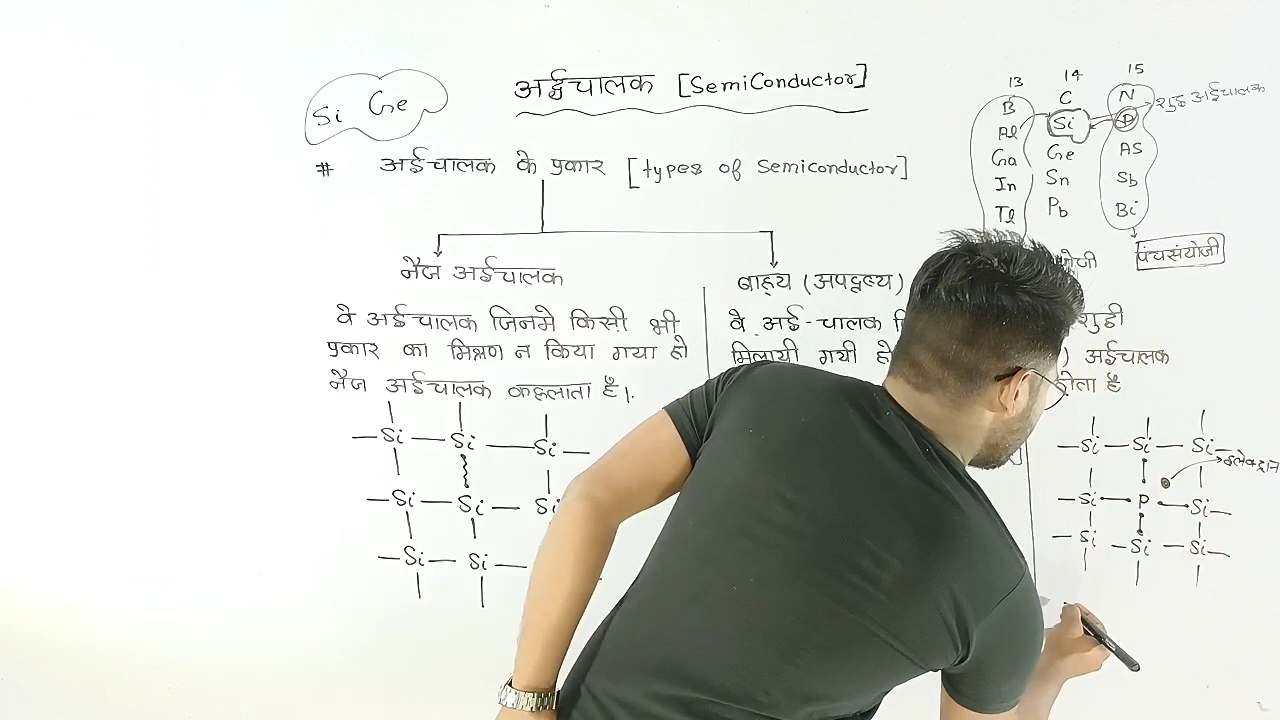 Si Ge
अर्द्धचालक [SemiConductor]
# अर्द्धचालक के प्रकार [types of semiconductor]
नैज अर्द्धचालक
वे अर्द्धचालक जिनमे किसी भी
प्रकार का मिश्रण न किया गया हो
नैज अर्द्धचालक कहलाता है।
—Si—Si—Si—
—Si—Si—Si
—Si—Si—
बाह्य (अपद्रव्य)
वे अर्द्ध-चालक
शुद्धी
मिलायी गयी हो
) अर्द्धचालक
होता है
13 14 15
B C N
Al Si P
शुद्ध अर्द्धचालक
Ga Ge AS
In Sn Sb
Tl Pb Bi
पंचसंयोजी
—Si—Si—Si—
इलेक्ट्रान
—Si—P—Si—
—Si—Si—Si—